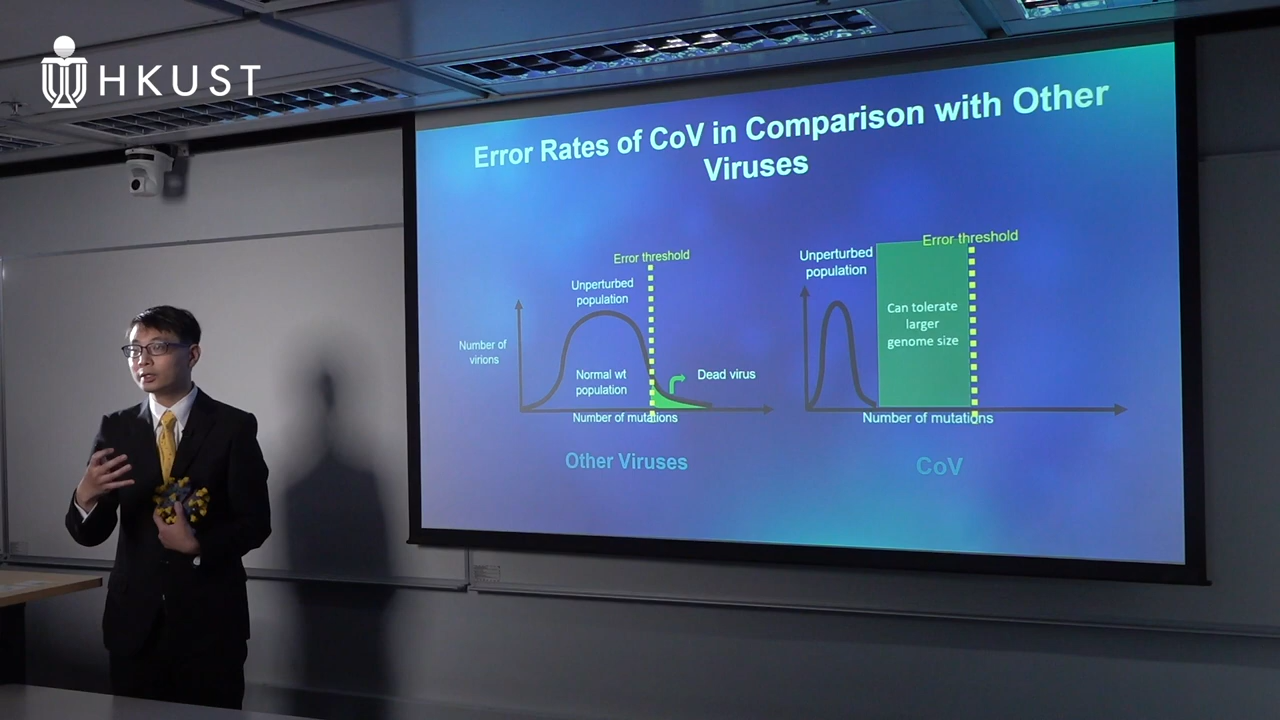 HKUST
Error Rates of CoV in Comparison with Other
Viruses
Error threshold
Unperturbed
population
Number of
virions
Normal wt
population
Dead virus
Number of mutations
Other Viruses
Error threshold
Unperturbed
population
Can tolerate
larger
genome size
Number of mutations
CoV